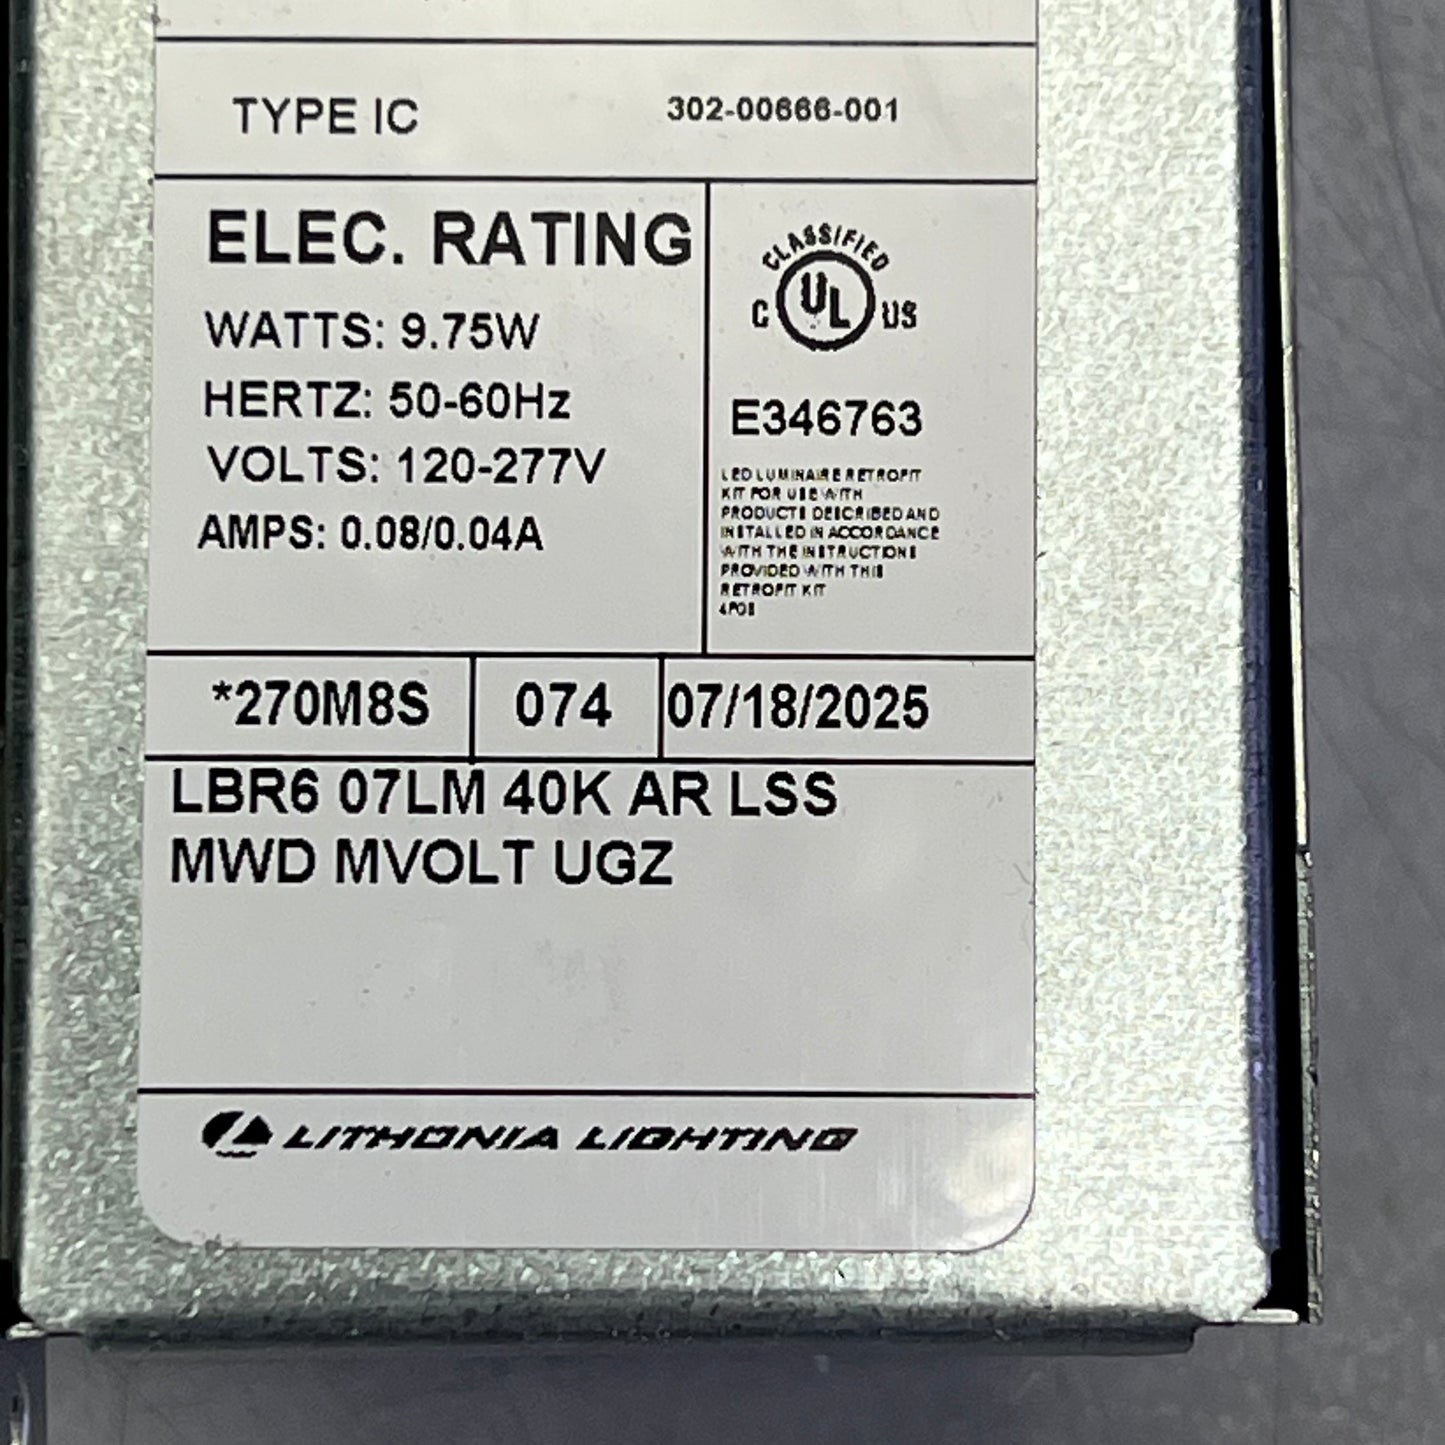 TYPE IC 302-00666-001
ELEC. RATING
WATTS: 9.75W
HERTZ: 50-60Hz
VOLTS: 120-277V
AMPS: 0.08/0.04A
CLASSIFIED
C UL US
E346763
LED LUMINAIRE RETROFIT
KIT FOR USE WITH
PRODUCTS DESCRIBED AND
INSTALLED IN ACCORDANCE
WITH THE INSTRUCTIONS
PROVIDED WITH THIS
RETROFIT KIT
*270M8S 074 07/18/2025
LBR6 07LM 40K AR LSS
MWD MVOLT UGZ
LITHONIA LIGHTING